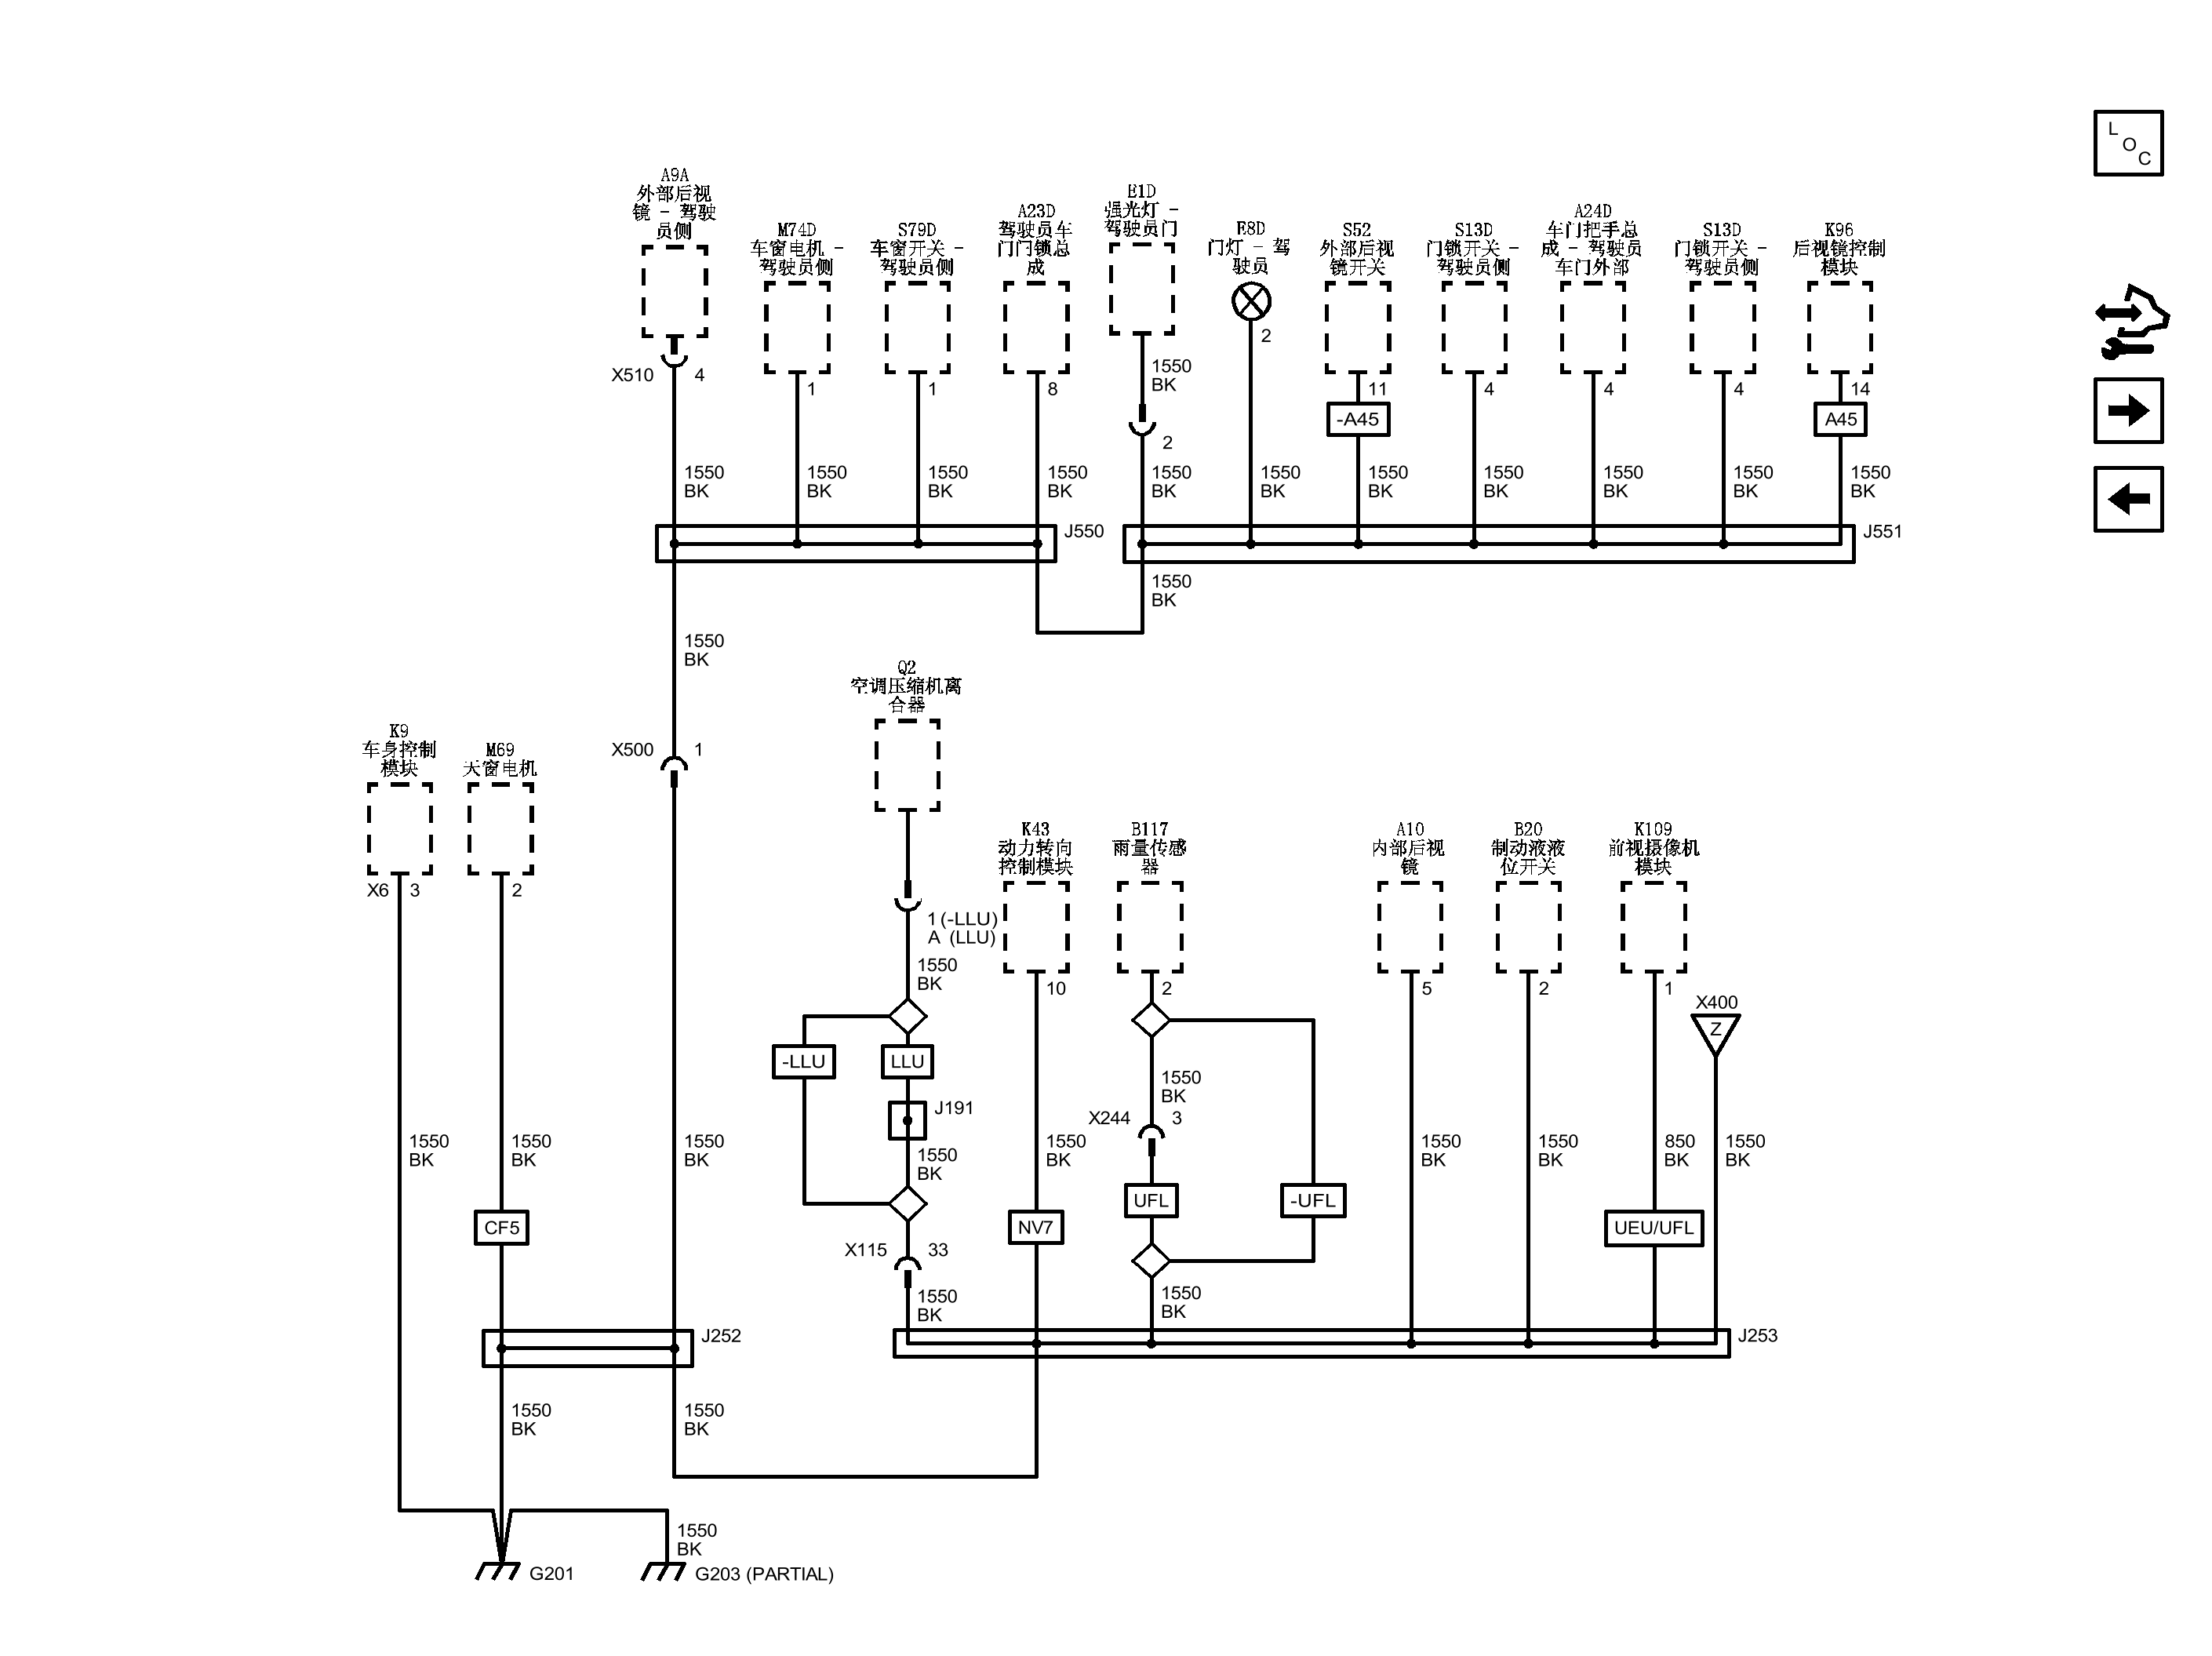 L
O
C
A9A
外部后视
镜 - 驾驶
员侧
M74D
车窗电机 -
驾驶员侧
S79D
车窗开关 -
驾驶员侧
A23D
驾驶员车
门门锁总
成
E1D
强光灯 -
驾驶员门
E8D
门灯 - 驾
驶员
S52
外部后视
镜开关
S13D
门锁开关 -
驾驶员侧
A24D
车门把手总
成 - 驾驶员
车门外部
S13D
门锁开关 -
驾驶员侧
K96
后视镜控制
模块
X510
4
1
1
8
1550
BK
2
2
11
4
4
4
14
-A45
A45
1550
BK
1550
BK
1550
BK
1550
BK
1550
BK
1550
BK
1550
BK
1550
BK
1550
BK
1550
BK
1550
BK
J550
J551
1550
BK
1550
BK
X500
1
K9
车身控制
模块
M69
天窗电机
Q2
空调压缩机离
合器
K43
动力转向
控制模块
B117
雨量传感
器
A10
内部后视
镜
B20
制动液液
位开关
K109
前视摄像机
模块
X6
3
2
1 (-LLU)
A (LLU)
1550
BK
10
2
5
2
1
X400
Z
-LLU
LLU
J191
1550
BK
1550
BK
X244
3
1550
BK
1550
BK
1550
BK
1550
BK
1550
BK
1550
BK
850
BK
1550
BK
CF5
NV7
UFL
-UFL
UEU/UFL
X115
33
1550
BK
1550
BK
J252
J253
1550
BK
1550
BK
1550
BK
G201
G203 (PARTIAL)